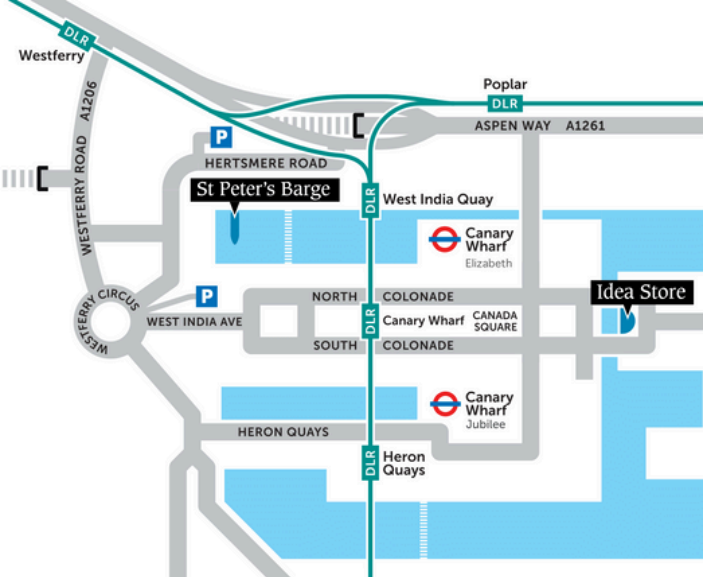 DLR
Westferry
A1206
WESTFERRY ROAD
Poplar
DLR
ASPEN WAY A1261
P
HERTSMERE ROAD
St Peter's Barge
DLR
West India Quay
Canary
Wharf
Elizabeth
WESTFERRY CIRCUS
P
WEST INDIA AVE
NORTH COLONADE
Idea Store
DLR
Canary Wharf
CANADA
SQUARE
SOUTH COLONADE
Canary
Wharf
Jubilee
HERON QUAYS
DLR
Heron
Quays